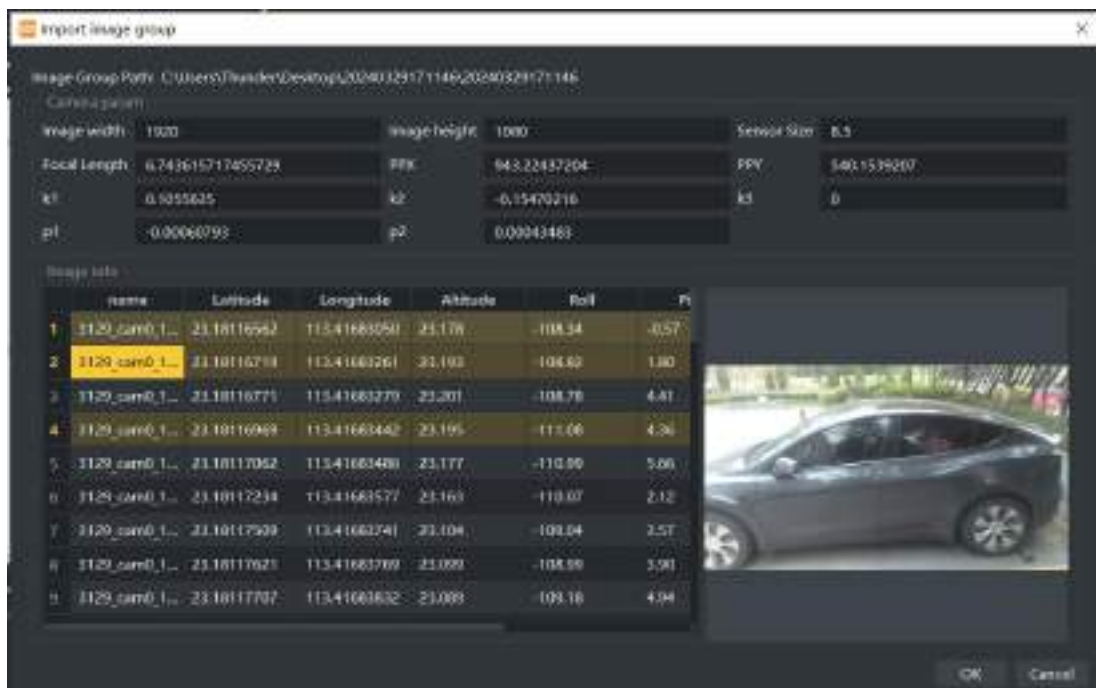 Import image group
Image Group Path: C:\Users\Thunder\Desktop\20240329171146\20240329171146
Camera param
Image width 1920 Image height 1080 Sensor Size 8.5
Focal Length 6.743615717455729 PPX 943.22437204 PPY 540.1539207
k1 0.1055625 k2 -0.15470216 k3 0
p1 -0.00060793 p2 0.00043483
Image info
name Latitude Longitude Altitude Roll
1 3129_cam0_1... 23.18116562 113.41683050 23.178 -108.34 -0.57
2 3129_cam0_1... 23.18116719 113.41683261 23.193 -108.82 1.80
3 3129_cam0_1... 23.18116771 113.41683279 23.201 -108.78 4.41
4 3129_cam0_1... 23.18116969 113.41683442 23.195 -111.08 4.36
5 3129_cam0_1... 23.18117062 113.41683488 23.177 -110.99 5.66
6 3129_cam0_1... 23.18117234 113.41683577 23.163 -110.07 2.12
7 3129_cam0_1... 23.18117509 113.41683741 23.104 -109.04 3.57
8 3129_cam0_1... 23.18117621 113.41683769 23.099 -108.99 3.90
9 3129_cam0_1... 23.18117707 113.41683832 23.089 -109.18 4.94
OK Cancel